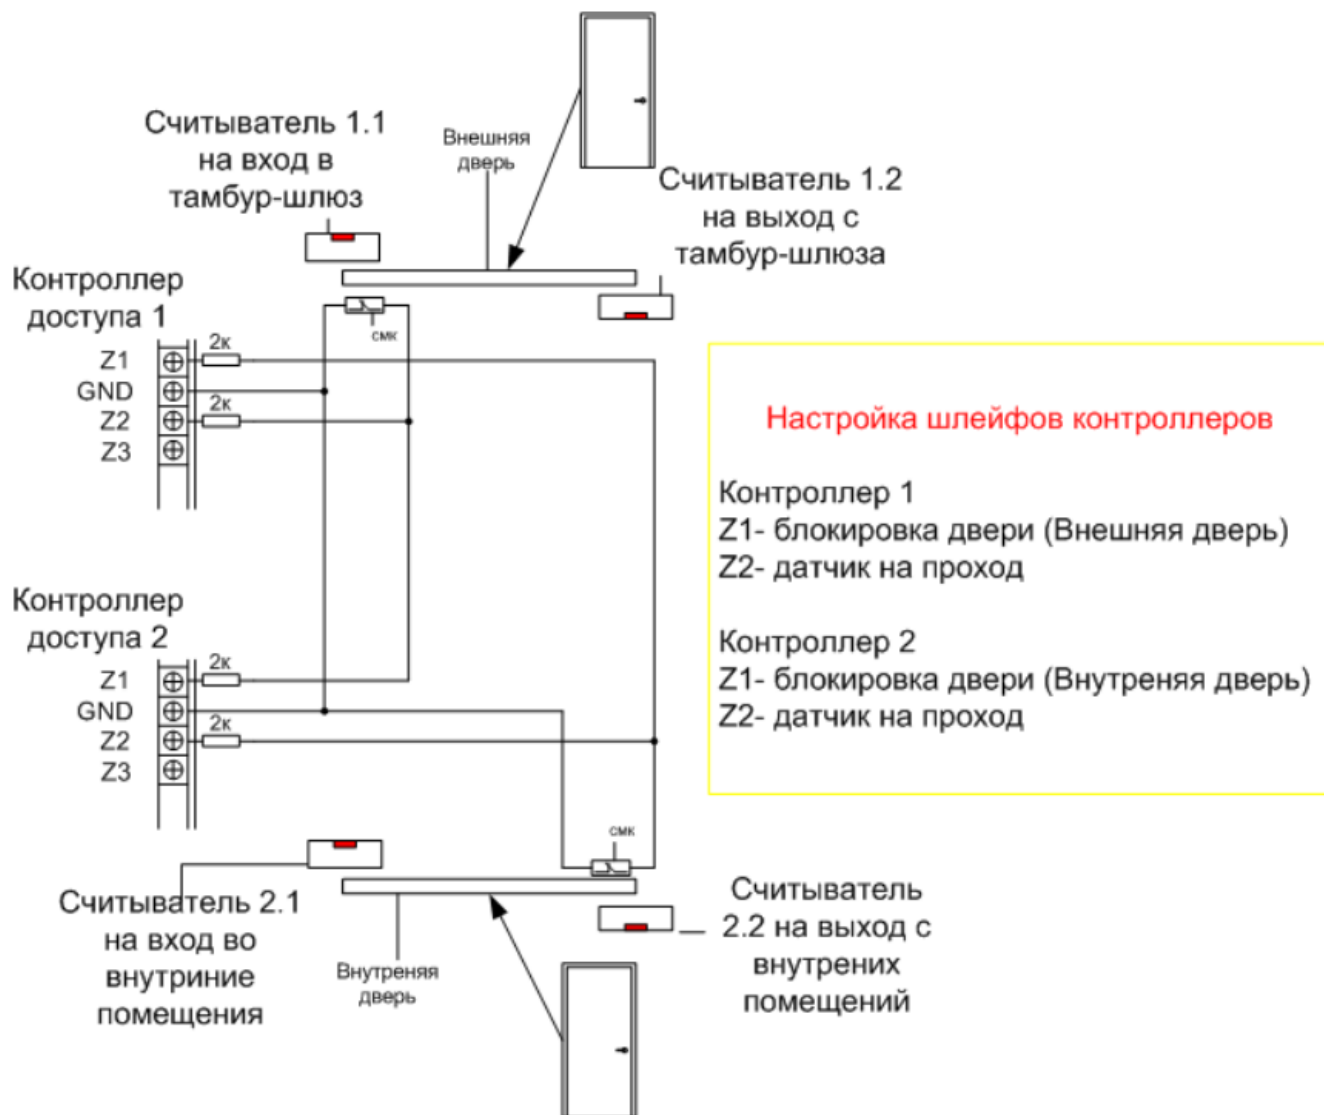 Считыватель 1.1
на вход в
тамбур-шлюз
Внешняя
дверь
Считыватель 1.2
на выход с
тамбур-шлюза
Контроллер
доступа 1
смк
Z1
2к
GND
Z2
2к
Z3
Настройка шлейфов контроллеров
Контроллер 1
Z1- блокировка двери (Внешняя дверь)
Z2- датчик на проход
Контроллер 2
Z1- блокировка двери (Внутреняя дверь)
Z2- датчик на проход
Контроллер
доступа 2
Z1
2к
GND
Z2
2к
Z3
смк
Считыватель 2.1
на вход во
внутриние
помещения
Внутреняя
дверь
Считыватель
2.2 на выход с
внутрених
помещений